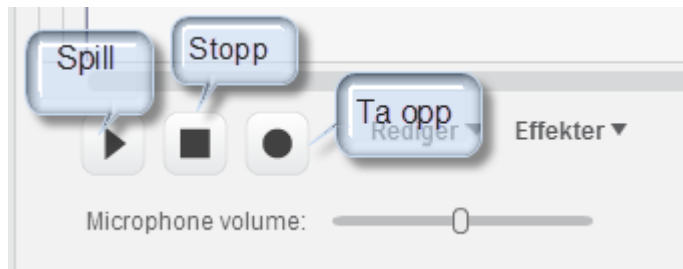 Spill
Stopp
Ta opp
Rediger
Effekter
Microphone volume: